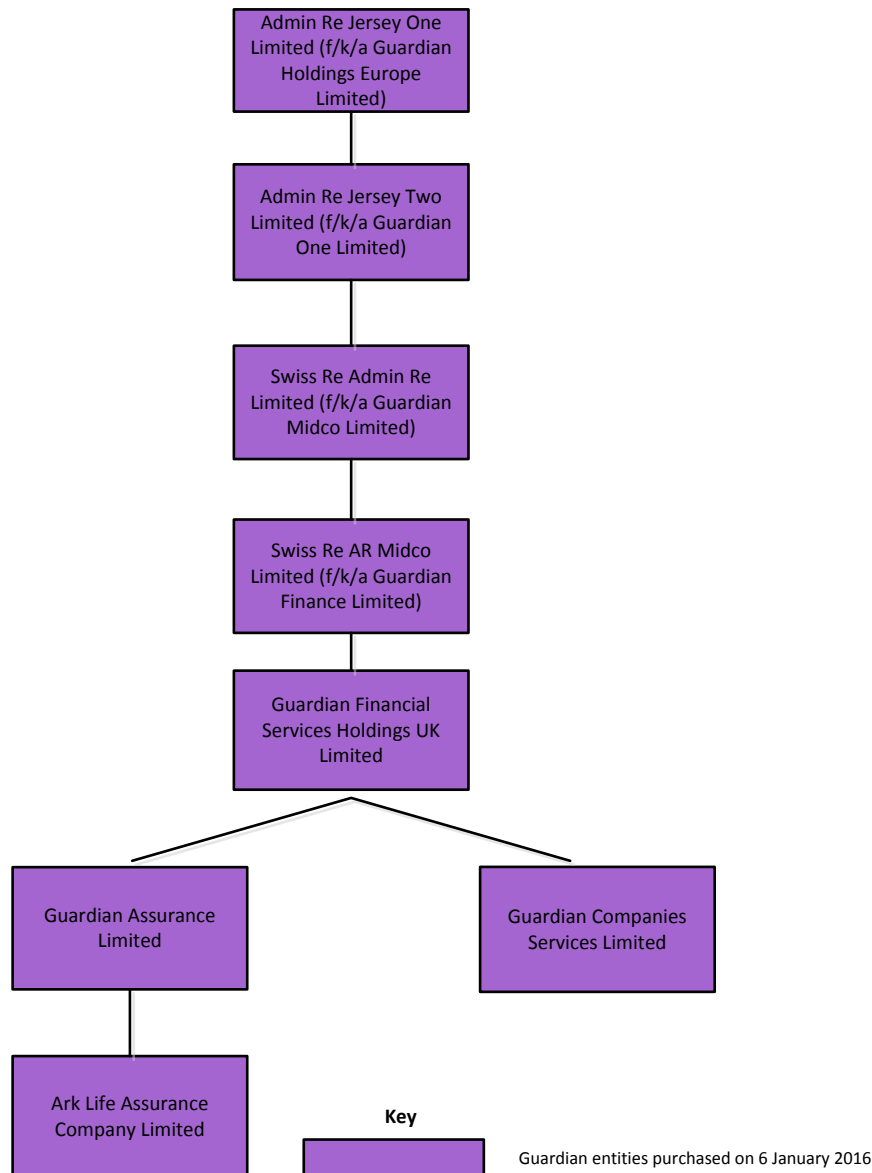 Admin Re Jersey One
Limited (f/k/a Guardian
Holdings Europe
Limited)
Admin Re Jersey Two
Limited (f/k/a Guardian
One Limited)
Swiss Re Admin Re
Limited (f/k/a Guardian
Midco Limited)
Swiss Re AR Midco
Limited (f/k/a Guardian
Finance Limited)
Guardian Financial
Services Holdings UK
Limited
Guardian Assurance
Limited
Guardian Companies
Services Limited
Ark Life Assurance
Company Limited
Key
Guardian entities purchased on 6 January 2016